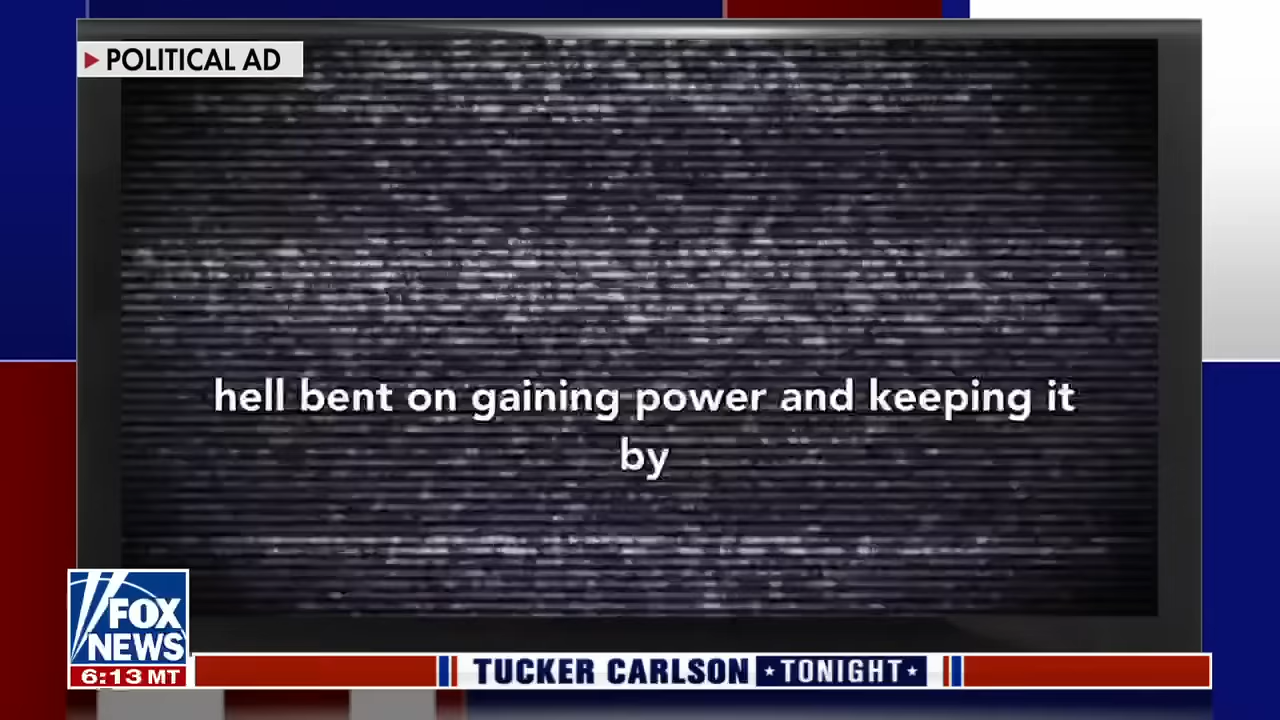 POLITICAL AD
hell bent on gaining power and keeping it
by
FOX
NEWS
6:13 MT
TUCKER CARLSON TONIGHT